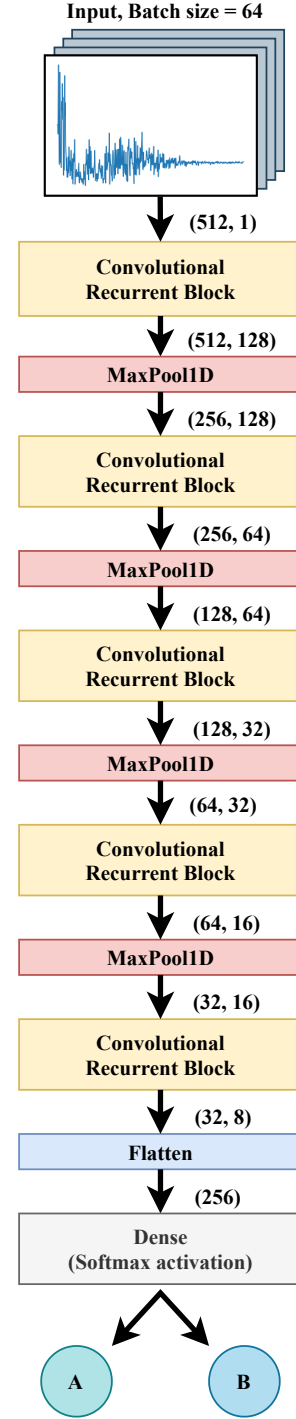 Input, Batch size = 64
(512, 1)
Convolutional
Recurrent Block
(512, 128)
MaxPool1D
(256, 128)
Convolutional
Recurrent Block
(256, 64)
MaxPool1D
(128, 64)
Convolutional
Recurrent Block
(128, 32)
MaxPool1D
(64, 32)
Convolutional
Recurrent Block
(64, 16)
MaxPool1D
(32, 16)
Convolutional
Recurrent Block
(32, 8)
Flatten
(256)
Dense
(Softmax activation)
A
B